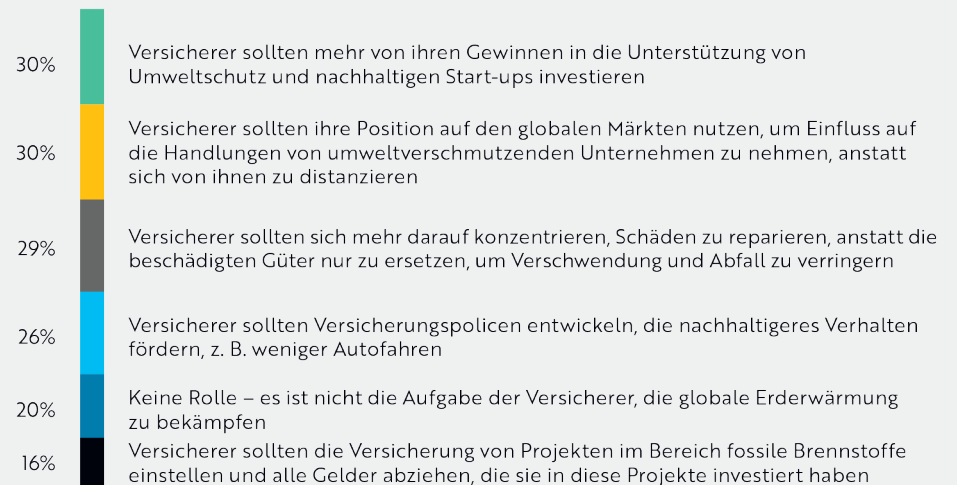 30%
Versicherer sollten mehr von ihren Gewinnen in die Unterstützung von
Umweltschutz und nachhaltigen Start-ups investieren
30%
Versicherer sollten ihre Position auf den globalen Märkten nutzen, um Einfluss auf
die Handlungen von umweltverschmutzenden Unternehmen zu nehmen, anstatt
sich von ihnen zu distanzieren
29%
Versicherer sollten sich mehr darauf konzentrieren, Schäden zu reparieren, anstatt die
beschädigten Güter nur zu ersetzen, um Verschwendung und Abfall zu verringern
26%
Versicherer sollten Versicherungspolicen entwickeln, die nachhaltigeres Verhalten
fördern, z. B. weniger Autofahren
20%
Keine Rolle – es ist nicht die Aufgabe der Versicherer, die globale Erderwärmung
zu bekämpfen
16%
Versicherer sollten die Versicherung von Projekten im Bereich fossile Brennstoffe
einstellen und alle Gelder abziehen, die sie in diese Projekte investiert haben